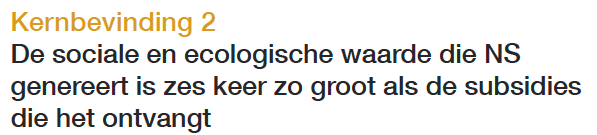 Kernbevinding 2
De sociale en ecologische waarde die NS
genereert is zes keer zo groot als de subsidies
die het ontvangt